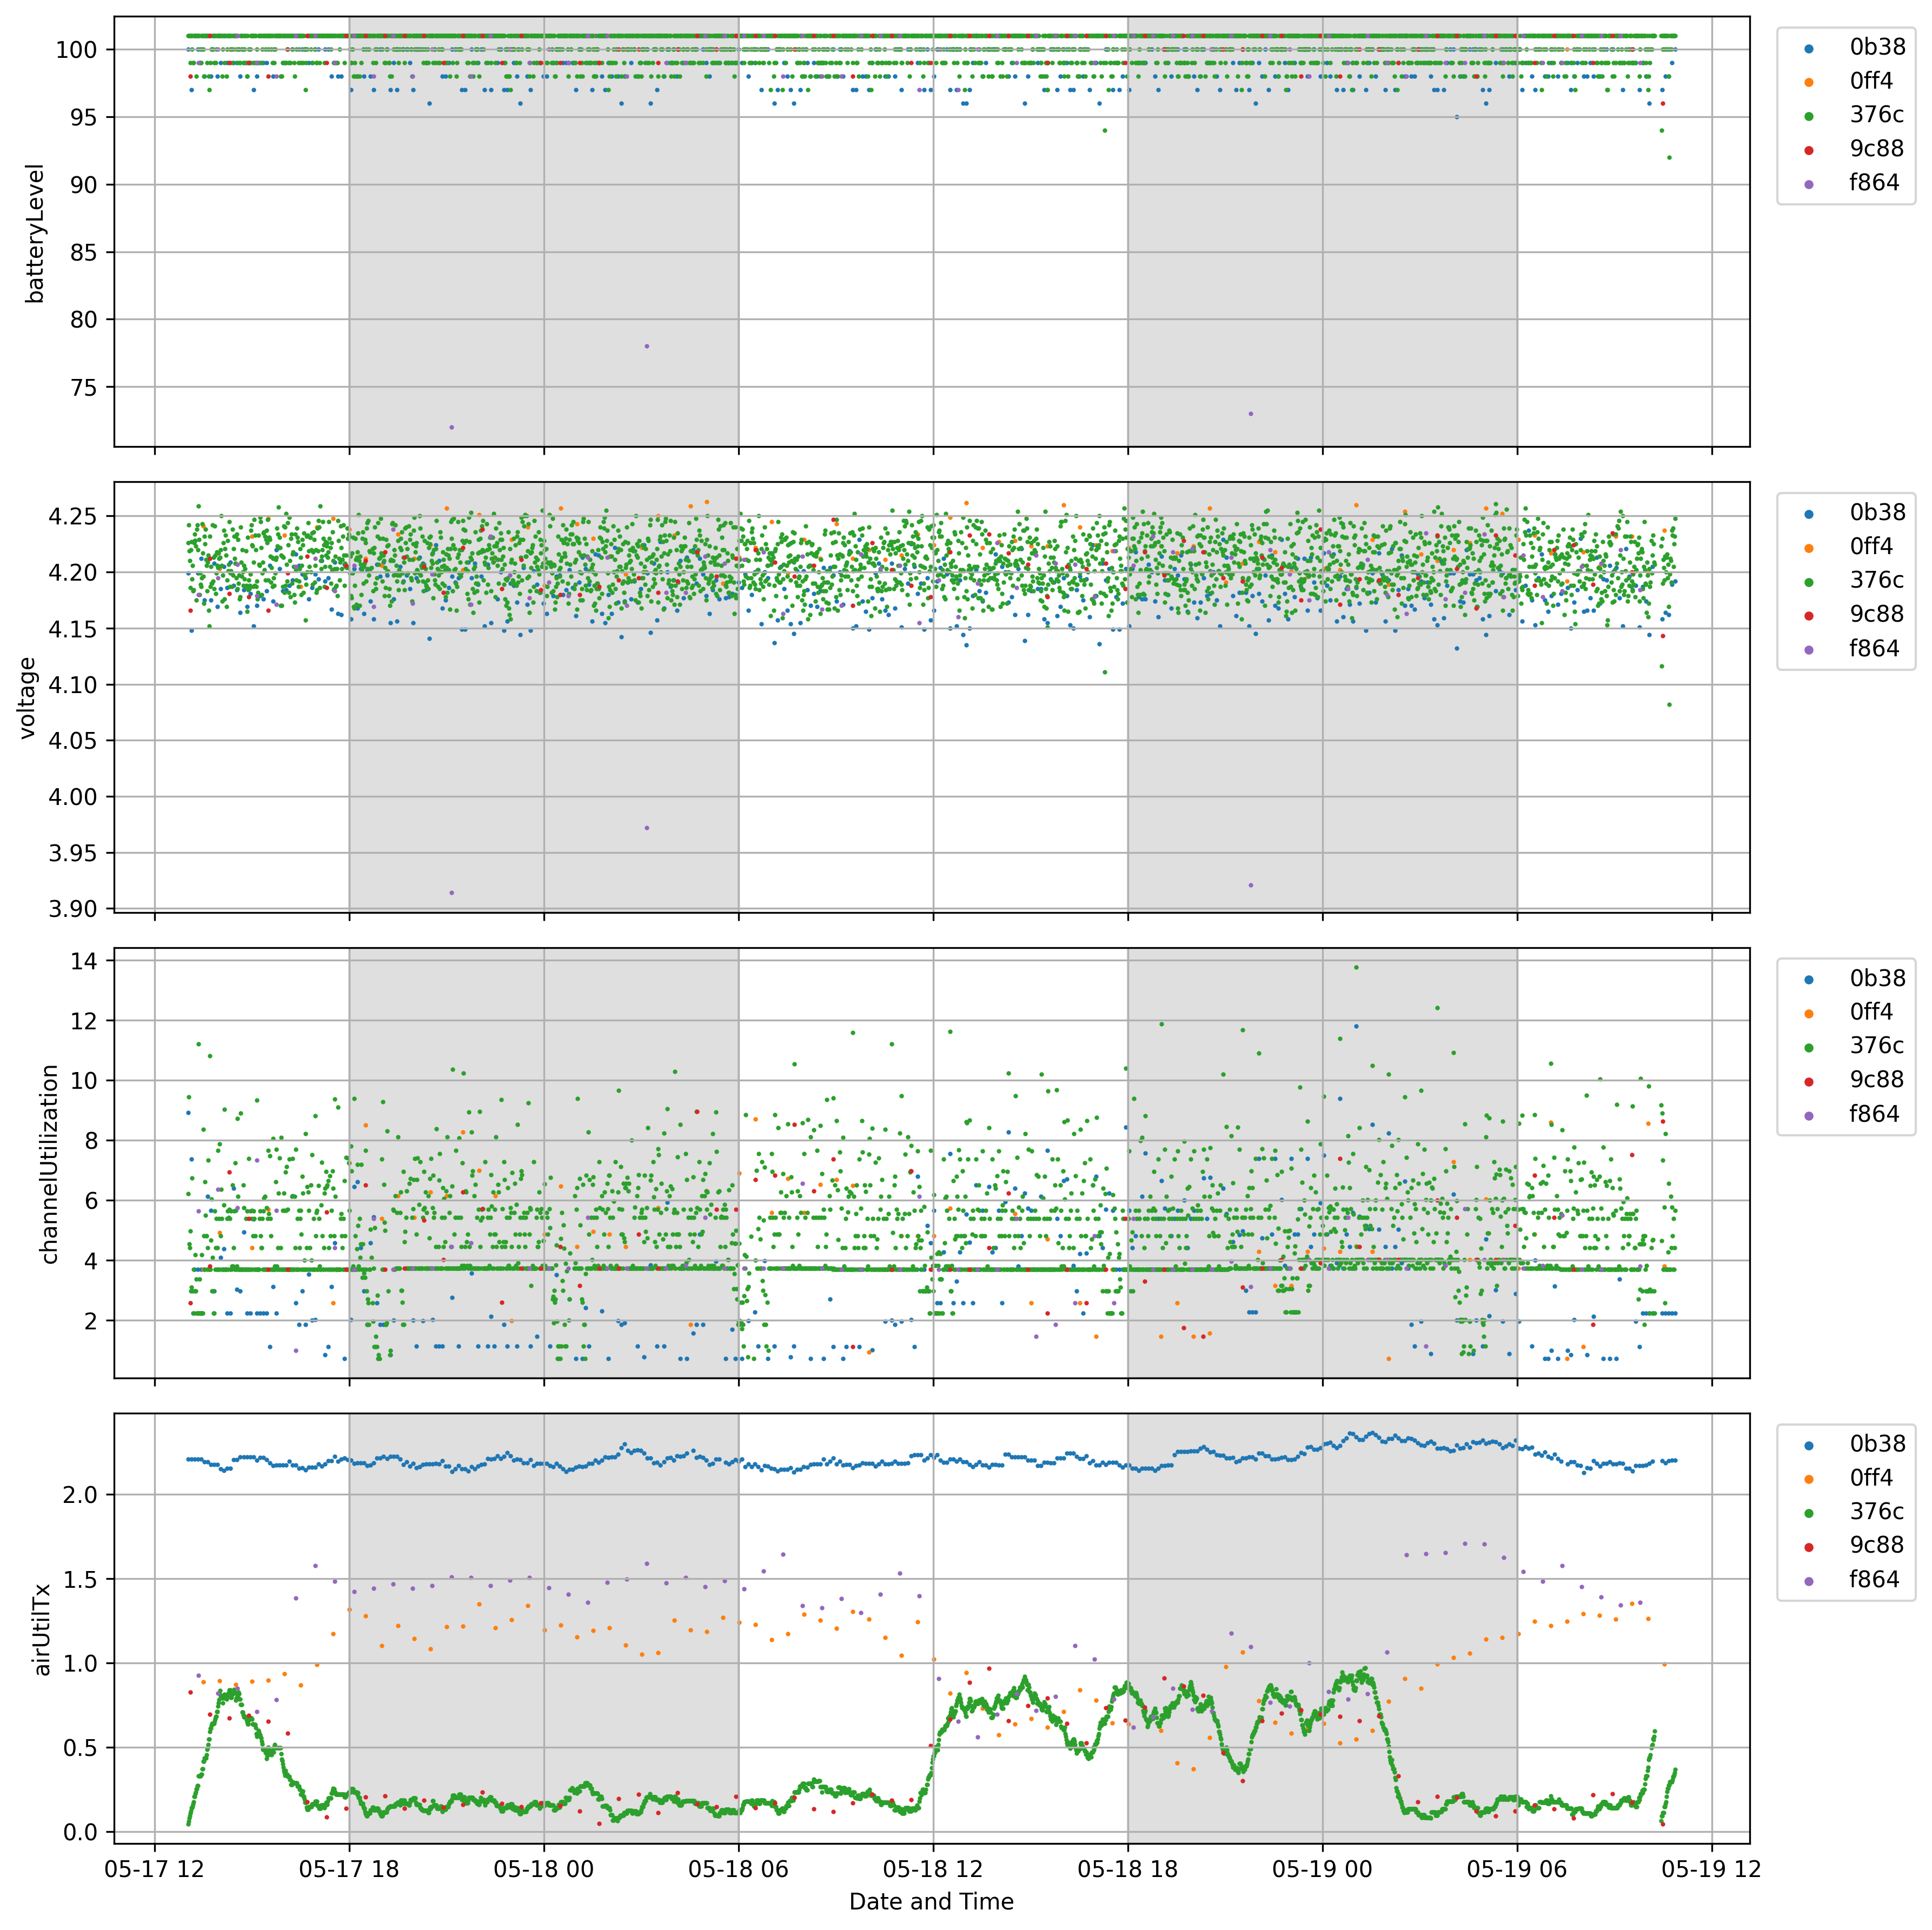 100
95
90
85
80
75
batteryLevel
0b38
0ff4
376c
9c88
f864
4.25
4.20
4.15
4.10
4.05
4.00
3.95
3.90
voltage
0b38
0ff4
376c
9c88
f864
14
12
10
8
6
4
2
channelUtilization
0b38
0ff4
376c
9c88
f864
2.0
1.5
1.0
0.5
0.0
airUtilTx
0b38
0ff4
376c
9c88
f864
05-17 12 05-17 18 05-18 00 05-18 06 05-18 12 05-18 18 05-19 00 05-19 06 05-19 12
Date and Time